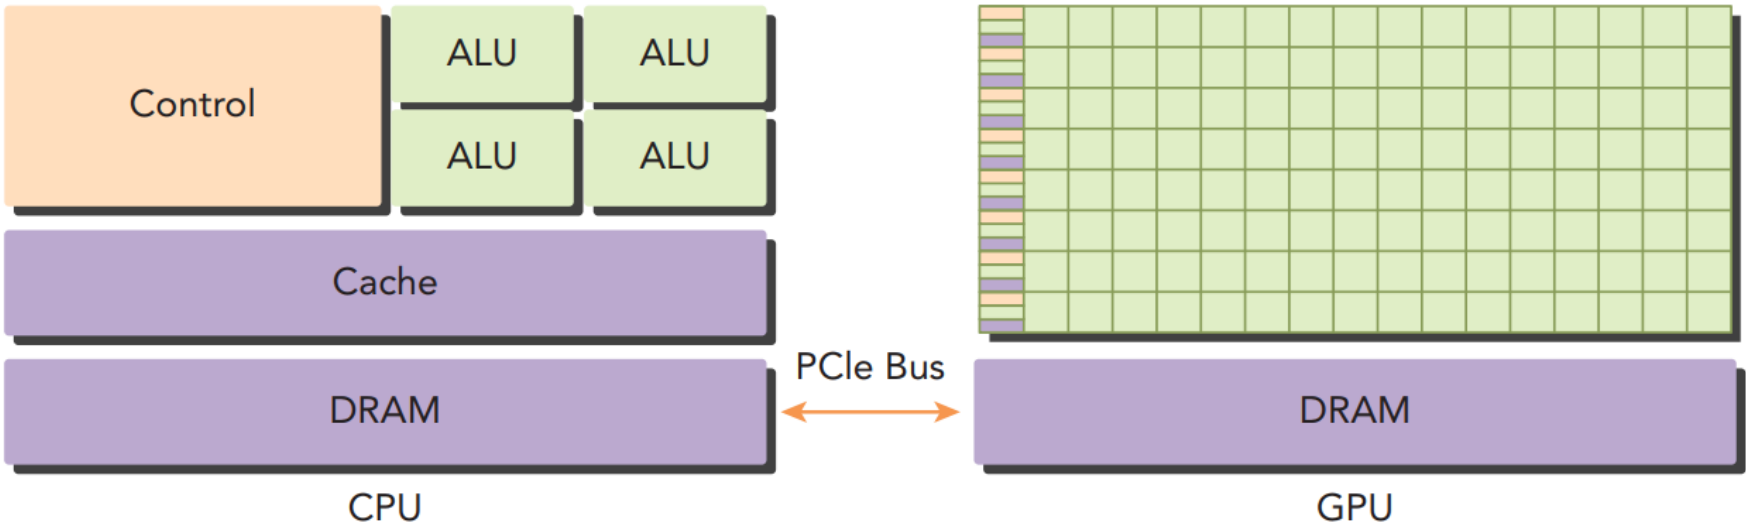 Control
ALU
ALU
ALU
ALU
Cache
DRAM
PCIe Bus
DRAM
CPU
GPU